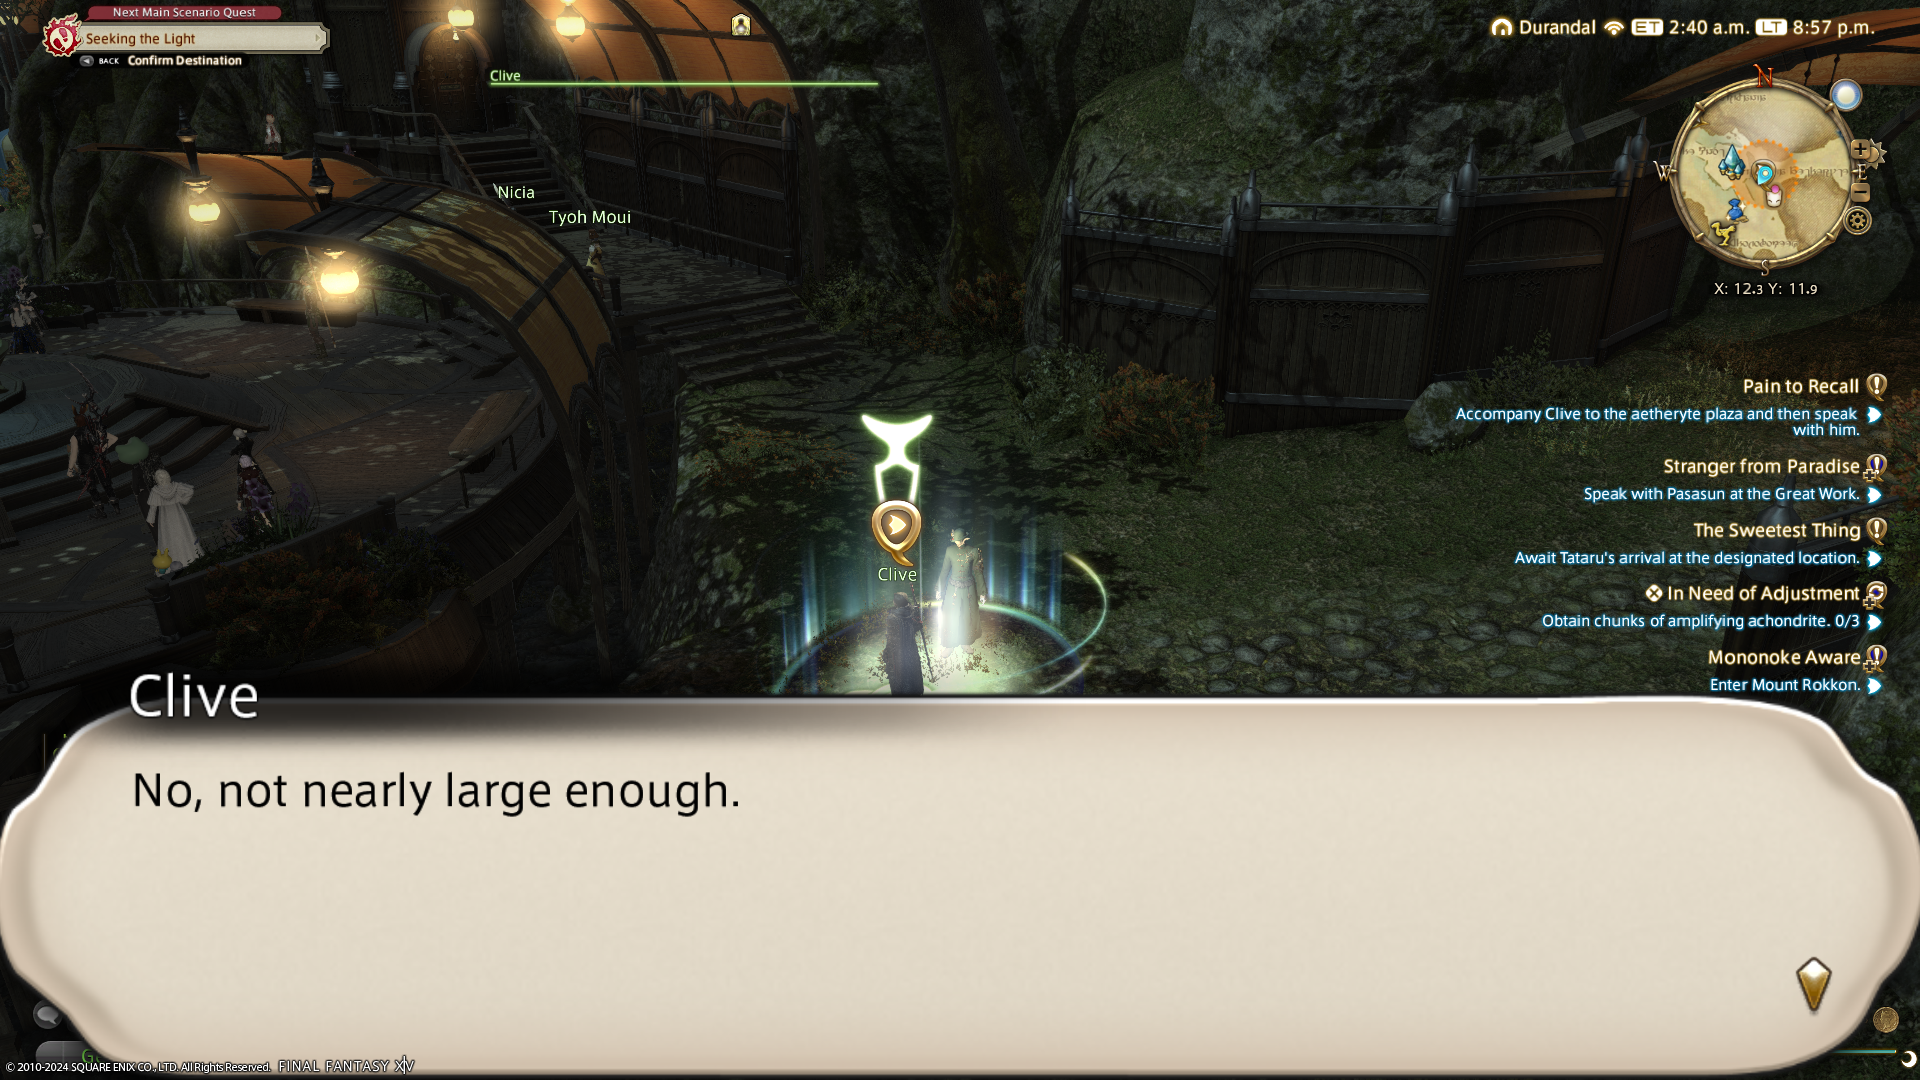 Next Main Scenario Quest
Seeking the Light
BACK Confirm Destination
Durandal ET 2:40 a.m. LT 8:57 p.m.
Clive
N
W
E
S
X: 12.3 Y: 11.9
Nicia
Tyoh Moui
Pain to Recall
Accompany Clive to the aetheryte plaza and then speak
with him.
Stranger from Paradise
Speak with Pasasun at the Great Work.
The Sweetest Thing
Await Tataru's arrival at the designated location.
In Need of Adjustment
Obtain chunks of amplifying achondrite. 0/3
Mononoke Aware
Enter Mount Rokkon.
Clive
Clive
No, not nearly large enough.
© 2010-2024 SQUARE ENIX CO., LTD. All Rights Reserved. FINAL FANTASY XIV